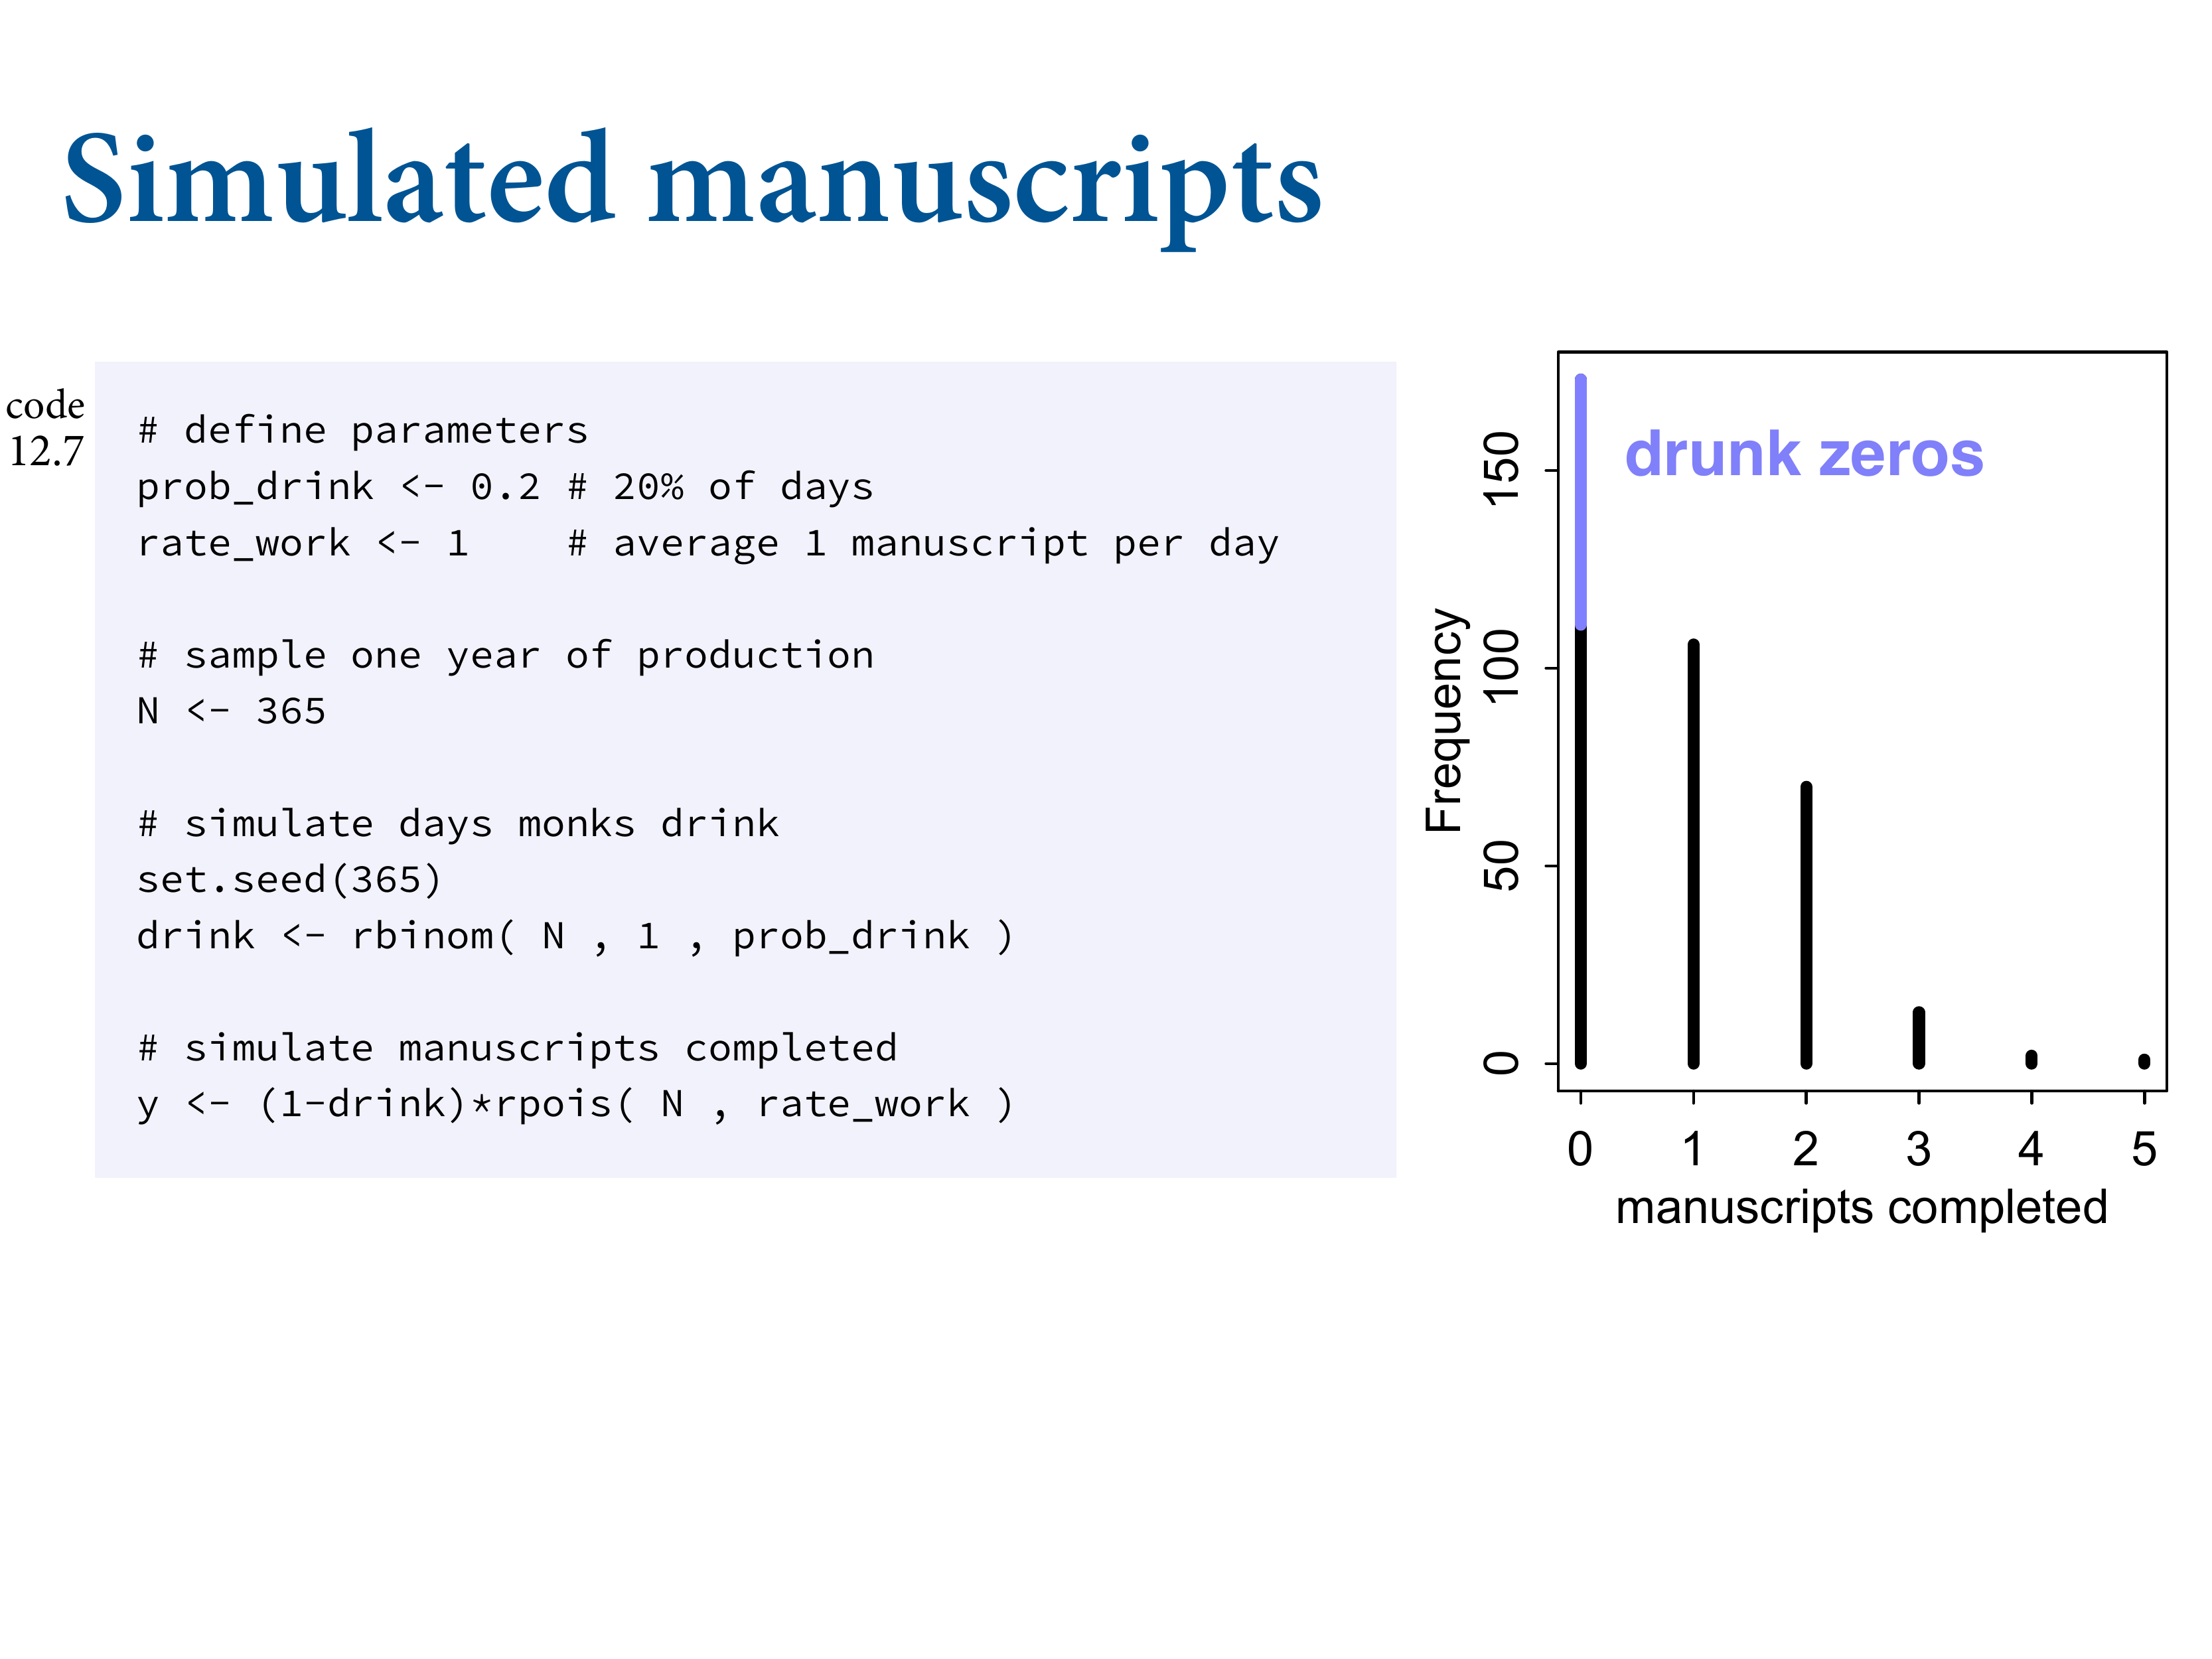 Simulated manuscripts
code
12.7
# define parameters
prob_drink <- 0.2 # 20% of days
rate_work <- 1    # average 1 manuscript per day
# sample one year of production
N <- 365
# simulate days monks drink
set.seed(365)
drink <- rbinom( N , 1 , prob_drink )
# simulate manuscripts completed
y <- (1-drink)*rpois( N , rate_work )
drunk zeros
Frequency
150
100
50
0
0 1 2 3 4 5
manuscripts completed